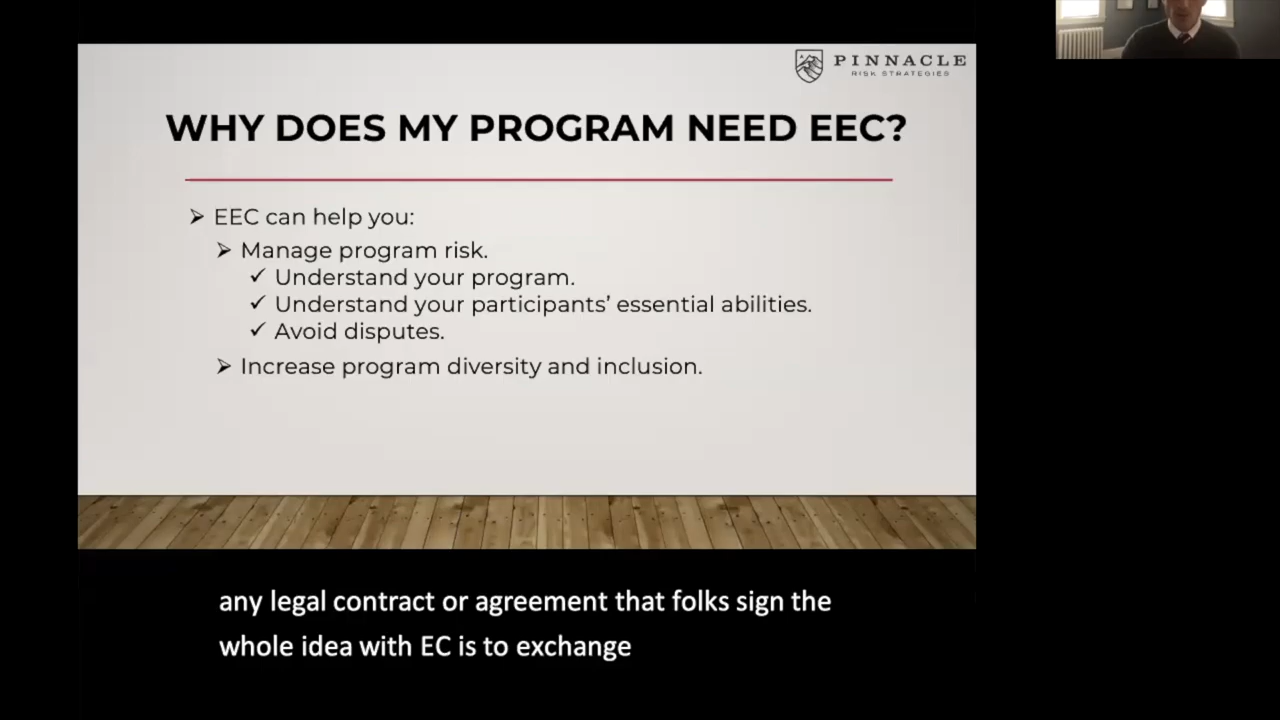 PINNACLE
RISK STRATEGIES
WHY DOES MY PROGRAM NEED EEC?
EEC can help you:
Manage program risk.
Understand your program.
Understand your participants' essential abilities.
Avoid disputes.
Increase program diversity and inclusion.
any legal contract or agreement that folks sign the
whole idea with EC is to exchange